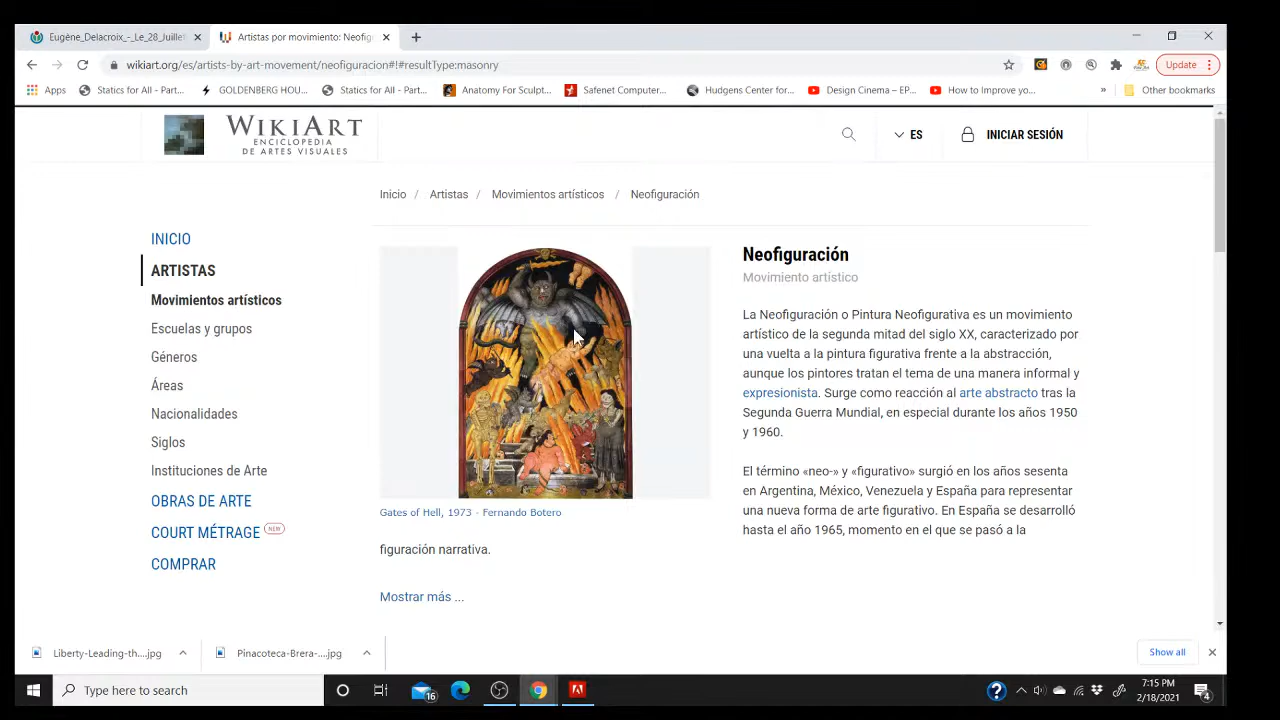 Eugène_Delacroix_-_Le_28_Juillet
Artistas por movimiento: Neofig
wikiart.org/es/artists-by-art-movement/neofiguracion#!#resultType:masonry
Update
Apps
Statics for All - Part...
GOLDENBERG HOU...
Statics for All - Part...
Anatomy For Sculpt...
Safenet Computer...
Hudgens Center for...
Design Cinema – EP...
How to Improve yo...
»
Other bookmarks
WIKIART
ENCICLOPEDIA
DE ARTES VISUALES
ES
INICIAR SESIÓN
Inicio / Artistas / Movimientos artísticos / Neofiguración
INICIO
ARTISTAS
Movimientos artísticos
Escuelas y grupos
Géneros
Áreas
Nacionalidades
Siglos
Instituciones de Arte
OBRAS DE ARTE
COURT MÉTRAGE NEW
COMPRAR
Gates of Hell, 1973 - Fernando Botero
Neofiguración
Movimiento artístico
La Neofiguración o Pintura Neofigurativa es un movimiento
artístico de la segunda mitad del siglo XX, caracterizado por
una vuelta a la pintura figurativa frente a la abstracción,
aunque los pintores tratan el tema de una manera informal y
expresionista. Surge como reacción al arte abstracto tras la
Segunda Guerra Mundial, en especial durante los años 1950
y 1960.
El término «neo-» y «figurativo» surgió en los años sesenta
en Argentina, México, Venezuela y España para representar
una nueva forma de arte figurativo. En España se desarrolló
hasta el año 1965, momento en el que se pasó a la
figuración narrativa.
Mostrar más ...
Liberty-Leading-th....jpg
Pinacoteca-Brera-....jpg
Show all
Type here to search
16
7:15 PM
2/18/2021
4